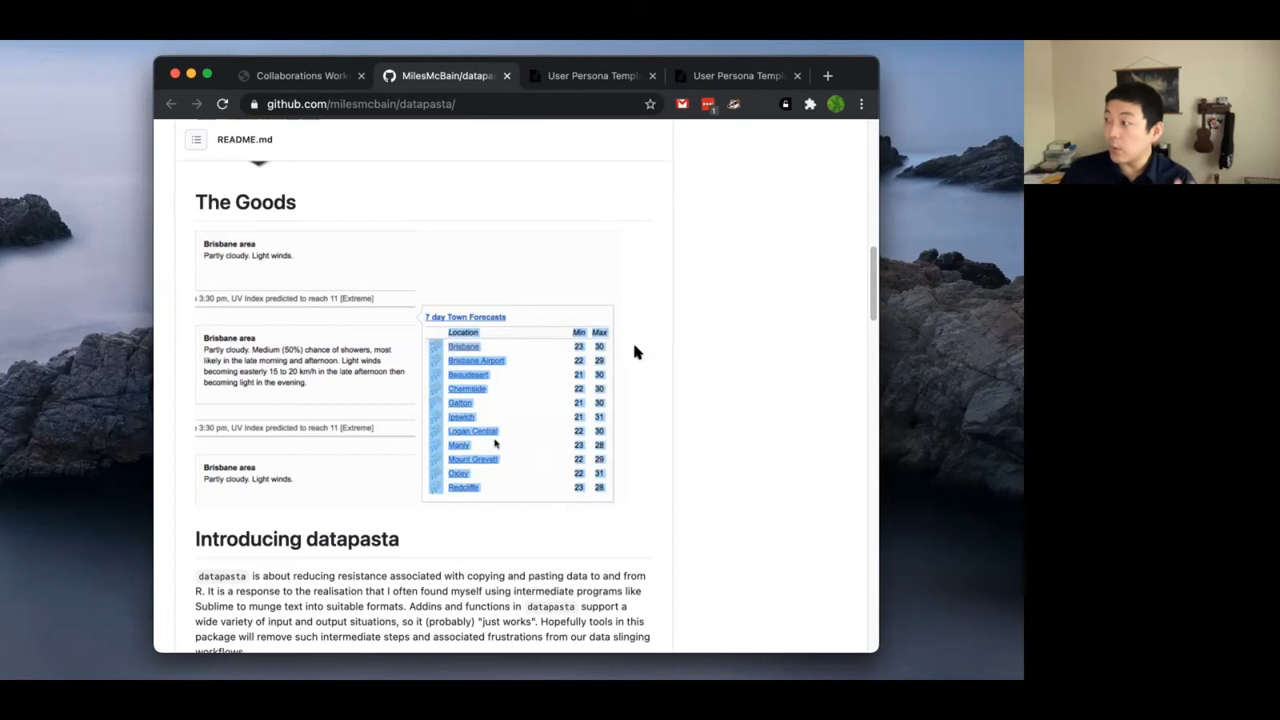 Collaborations Work
MilesMcBain/datapa
User Persona Templ
User Persona Templ
github.com/milesmcbain/datapasta/
1
README.md
The Goods
Brisbane area
Partly cloudy. Light winds.
3:30 pm, UV Index predicted to reach 11 [Extreme]
Brisbane area
Partly cloudy. Medium (50%) chance of showers, most
likely in the late morning and afternoon. Light winds
becoming easterly 15 to 20 km/h in the late afternoon then
becoming light in the evening.
3:30 pm, UV Index predicted to reach 11 [Extreme]
Brisbane area
Partly cloudy. Light winds.
7 day Town Forecasts
Location Min Max
Brisbane 23 30
Brisbane Airport 22 29
Beaudesert 21 30
Chermside 22 30
Gatton 21 30
Ipswich 21 31
Logan Central 22 30
Manly 23 28
Mount Gravatt 22 29
Oxley 22 31
Redcliffe 23 28
Introducing datapasta
datapasta is about reducing resistance associated with copying and pasting data to and from
R. It is a response to the realisation that I often found myself using intermediate programs like
Sublime to munge text into suitable formats. Addins and functions in datapasta support a
wide variety of input and output situations, so it (probably) "just works". Hopefully tools in this
package will remove such intermediate steps and associated frustrations from our data slinging
workflows.